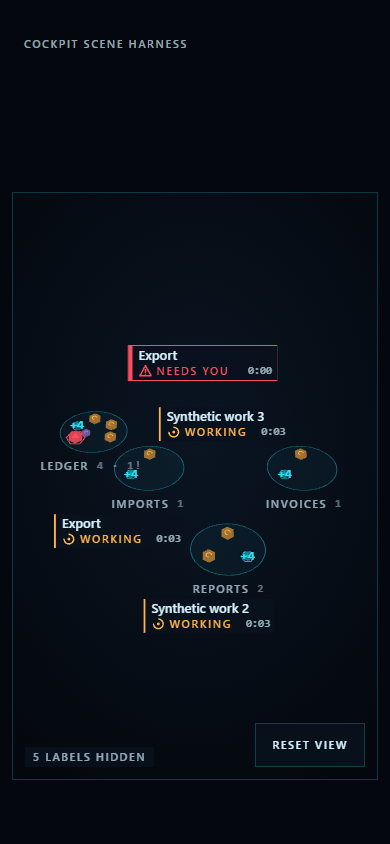 COCKPIT SCENE HARNESS
Export
NEEDS YOU 0:00
Synthetic work 3
WORKING 0:03
+4
LEDGER 4 · 1!
+4
IMPORTS 1
+4
INVOICES 1
Export
WORKING 0:03
+4
REPORTS 2
Synthetic work 2
WORKING 0:03
5 LABELS HIDDEN
RESET VIEW